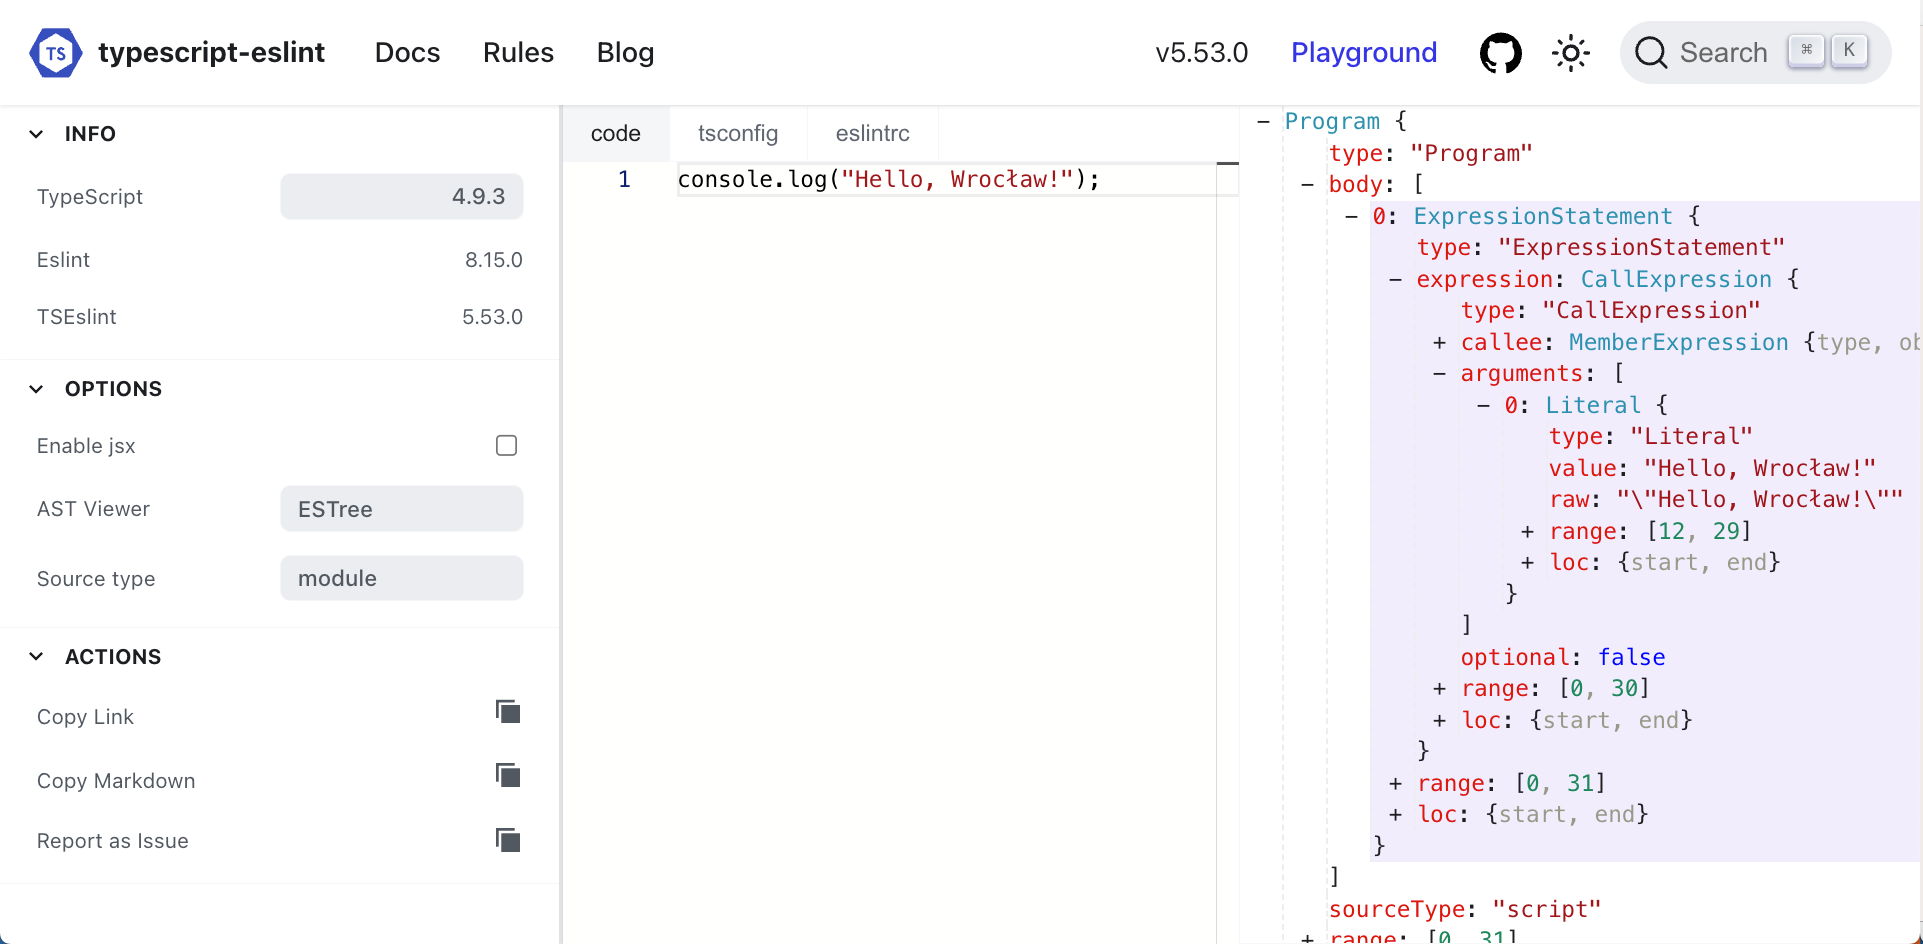 TS typescript-eslint Docs Rules Blog v5.53.0 Playground Search ⌘ K
INFO
TypeScript 4.9.3
Eslint 8.15.0
TSEslint 5.53.0
OPTIONS
Enable jsx
AST Viewer ESTree
Source type module
ACTIONS
Copy Link
Copy Markdown
Report as Issue
code tsconfig eslintrc
1 console.log("Hello, Wrocław!");
− Program {
type: "Program"
− body: [
− 0: ExpressionStatement {
type: "ExpressionStatement"
− expression: CallExpression {
type: "CallExpression"
+ callee: MemberExpression {type, ob
− arguments: [
− 0: Literal {
type: "Literal"
value: "Hello, Wrocław!"
raw: "\"Hello, Wrocław!\""
+ range: [12, 29]
+ loc: {start, end}
}
]
optional: false
+ range: [0, 30]
+ loc: {start, end}
}
+ range: [0, 31]
+ loc: {start, end}
}
]
sourceType: "script"
+ range: [0, 31]